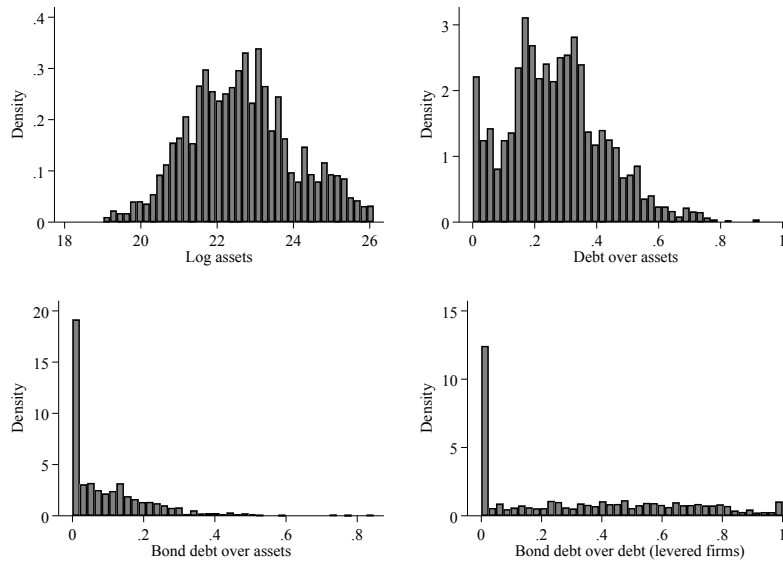 .4
.3
.2
.1
0
Density
18 20 22 24 26
Log assets
3
2
1
0
Density
0 .2 .4 .6 .8 1
Debt over assets
20
15
10
5
0
Density
0 .2 .4 .6 .8
Bond debt over assets
15
10
5
0
Density
0 .2 .4 .6 .8 1
Bond debt over debt (levered firms)